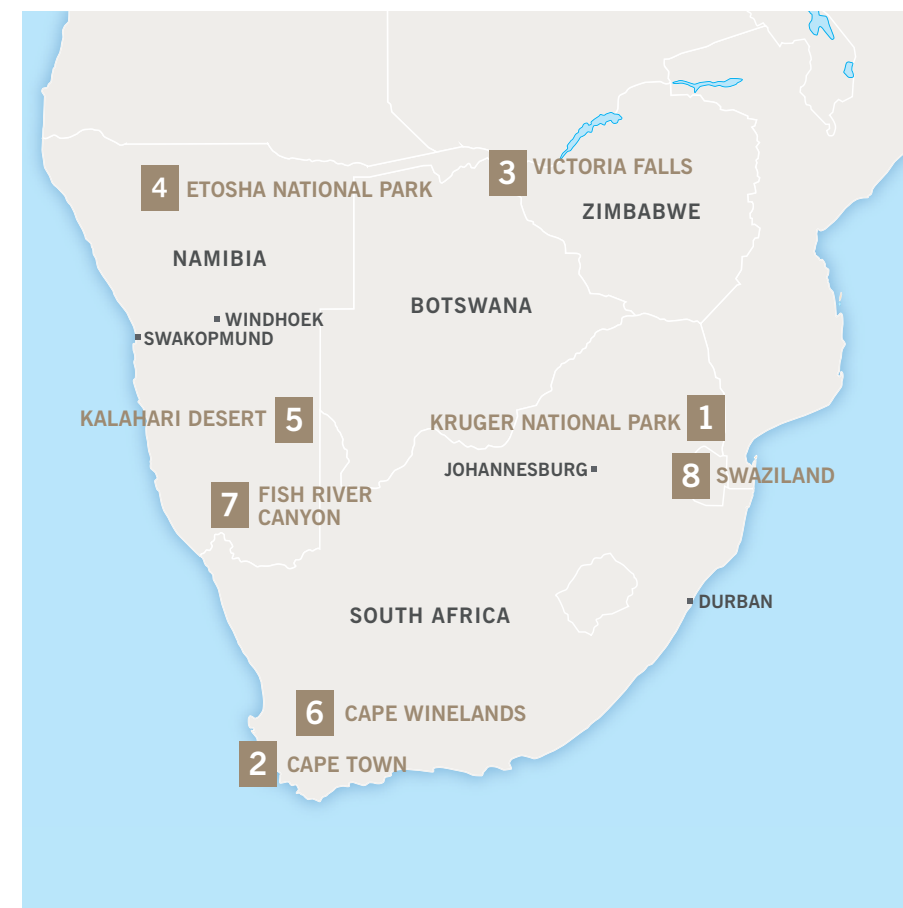 3 VICTORIA FALLS
4 ETOSHA NATIONAL PARK
ZIMBABWE
NAMIBIA
BOTSWANA
WINDHOEK
SWAKOPMUND
KALAHARI DESERT 5
KRUGER NATIONAL PARK 1
JOHANNESBURG
8 SWAZILAND
7 FISH RIVER
CANYON
DURBAN
SOUTH AFRICA
6 CAPE WINELANDS
2 CAPE TOWN